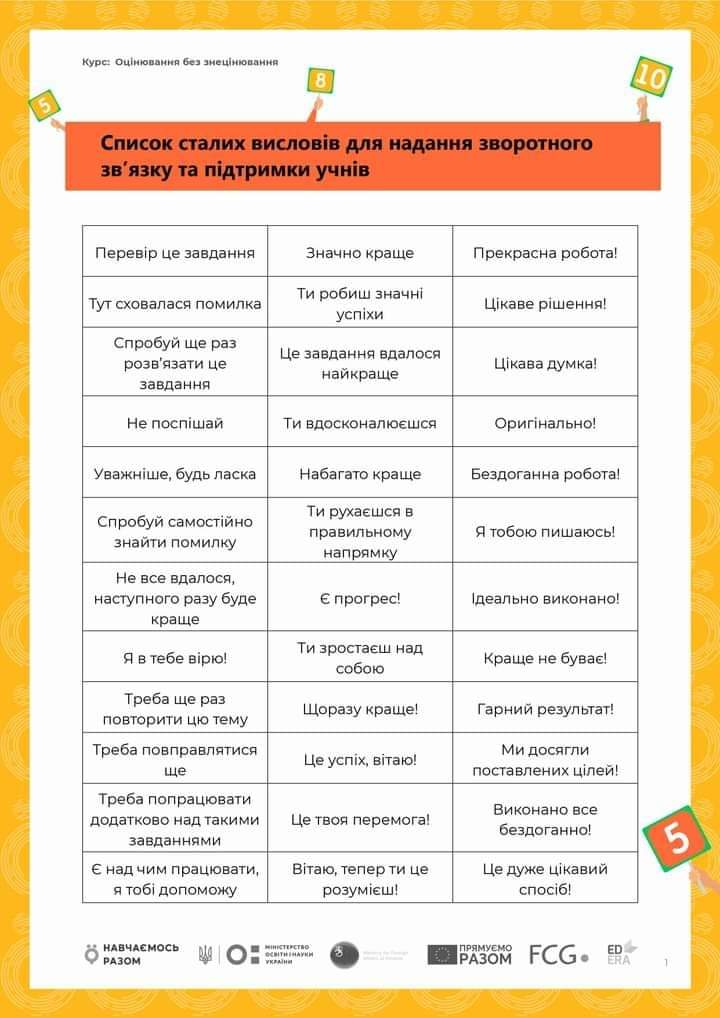 Курс: Оцінювання без знецінювання
5
8
10
Список сталих висловів для надання зворотного
зв’язку та підтримки учнів
Перевір це завдання
Значно краще
Прекрасна робота!
Тут сховалася помилка
Ти робиш значні
успіхи
Цікаве рішення!
Спробуй ще раз
розв’язати це
завдання
Це завдання вдалося
найкраще
Цікава думка!
Не поспішай
Ти вдосконалюєшся
Оригінально!
Уважніше, будь ласка
Набагато краще
Бездоганна робота!
Спробуй самостійно
знайти помилку
Ти рухаєшся в
правильному
напрямку
Я тобою пишаюсь!
Не все вдалося,
наступного разу буде
краще
Є прогрес!
Ідеально виконано!
Я в тебе вірю!
Ти зростаєш над
собою
Краще не буває!
Треба ще раз
повторити цю тему
Щоразу краще!
Гарний результат!
Треба повправлятися
ще
Це успіх, вітаю!
Ми досягли
поставлених цілей!
Треба попрацювати
додатково над такими
завданнями
Це твоя перемога!
Виконано все
бездоганно!
Є над чим працювати,
я тобі допоможу
Вітаю, тепер ти це
розумієш!
Це дуже цікавий
спосіб!
5
НАВЧАЄМОСЬ
РАЗОМ
МІНІСТЕРСТВО
ОСВІТИ І НАУКИ
УКРАЇНИ
ПРЯМУЄМО
РАЗОМ
FCG
ED
ERA
1